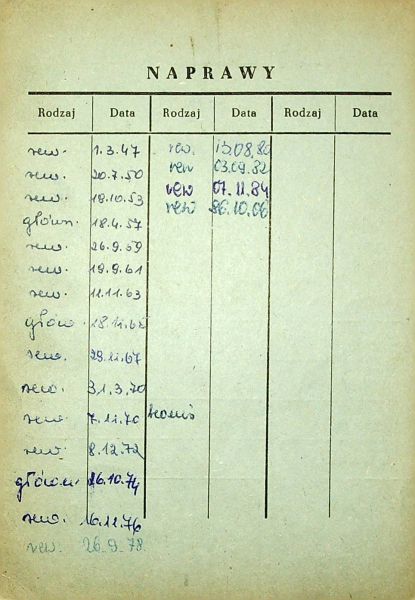 NAPRAWY
Rodzaj Data Rodzaj Data Rodzaj Data
rew. 1.3.47 rew. 13.08.80
rew. 20.7.50 rew 03.09.82
rew. 19.10.53 rew 07.11.84
główn. 18.4.57 rew 86.10.06
rew. 26.9.59
rew. 19.9.61
rew. 12.11.63
główn. 18.11.65
rew. 29.11.67
rew. 31.3.70
rew. 7.11.70
rew. 8.12.72
główn. 26.10.74
rew. 16.11.76
rew. 26.9.78